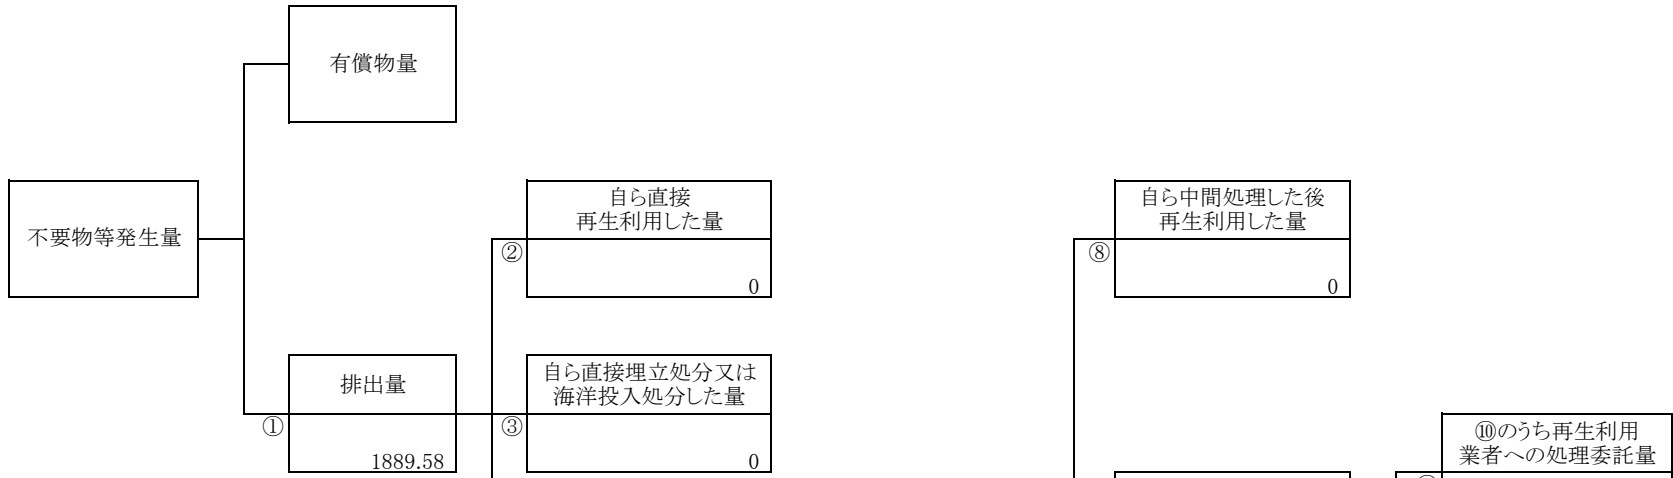 有償物量
不要物等発生量
自ら直接
再生利用した量
②
0
自ら中間処理した後
再生利用した量
⑧
0
排出量
①
1889.58
自ら直接埋立処分又は
海洋投入処分した量
③
0
⑩のうち再生利用
業者への処理委託量